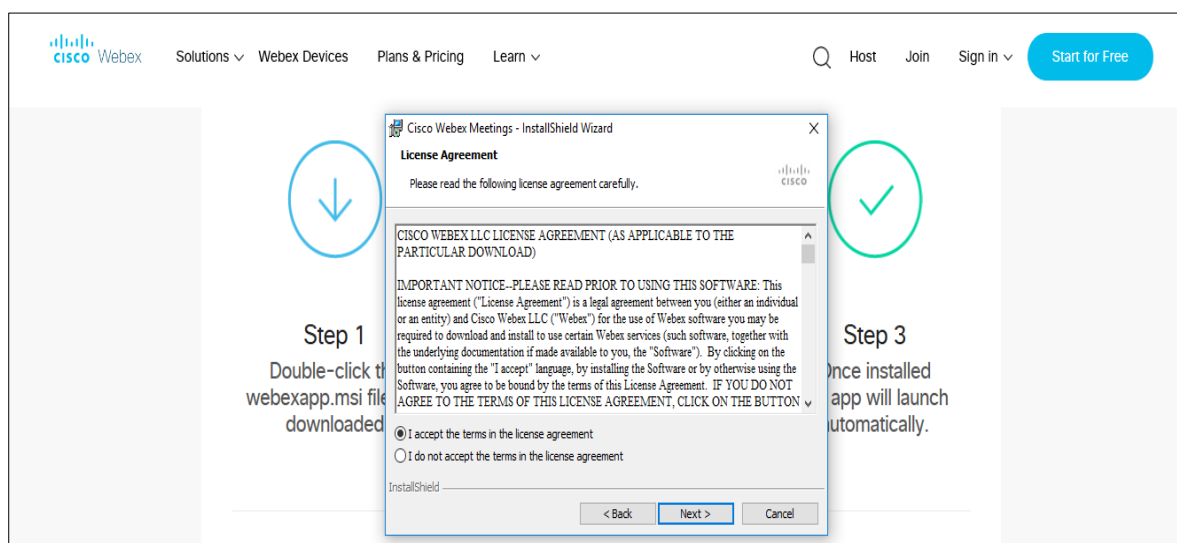 CISCO Webex Solutions Webex Devices Plans & Pricing Learn Host Join Sign in Start for Free
Cisco Webex Meetings - InstallShield Wizard
License Agreement
Please read the following license agreement carefully.
CISCO
CISCO WEBEX LLC LICENSE AGREEMENT (AS APPLICABLE TO THE
PARTICULAR DOWNLOAD)
IMPORTANT NOTICE--PLEASE READ PRIOR TO USING THIS SOFTWARE: This
license agreement ("License Agreement") is a legal agreement between you (either an individual
or an entity) and Cisco Webex LLC ("Webex") for the use of Webex software you may be
required to download and install to use certain Webex services (such software, together with
the underlying documentation if made available to you, the "Software"). By clicking on the
button containing the "I accept" language, by installing the Software or by otherwise using the
Software, you agree to be bound by the terms of this License Agreement. IF YOU DO NOT
AGREE TO THE TERMS OF THIS LICENSE AGREEMENT, CLICK ON THE BUTTON
I accept the terms in the license agreement
I do not accept the terms in the license agreement
InstallShield
< Back Next > Cancel
Step 1
Double-click
webexapp.msi file
downloaded
Step 3
Once installed
app will launch
automatically.